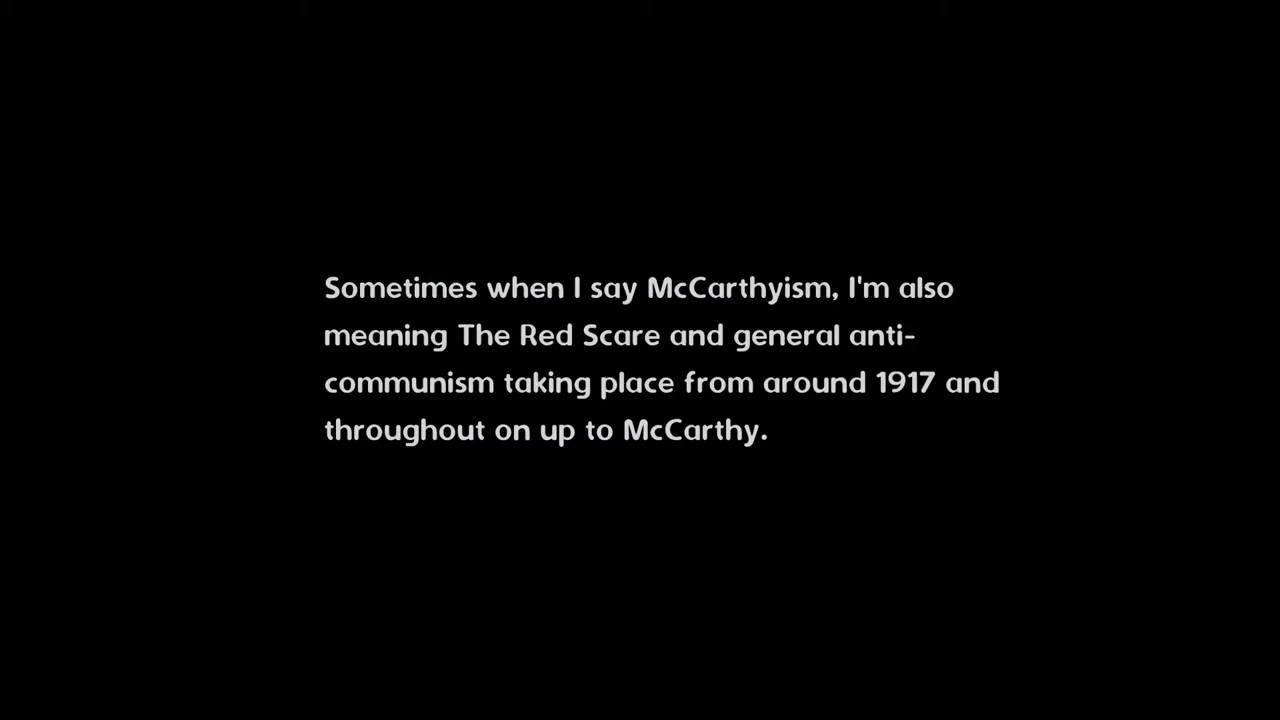 Sometimes when I say McCarthyism, I'm also
meaning The Red Scare and general anti-
communism taking place from around 1917 and
throughout on up to McCarthy.